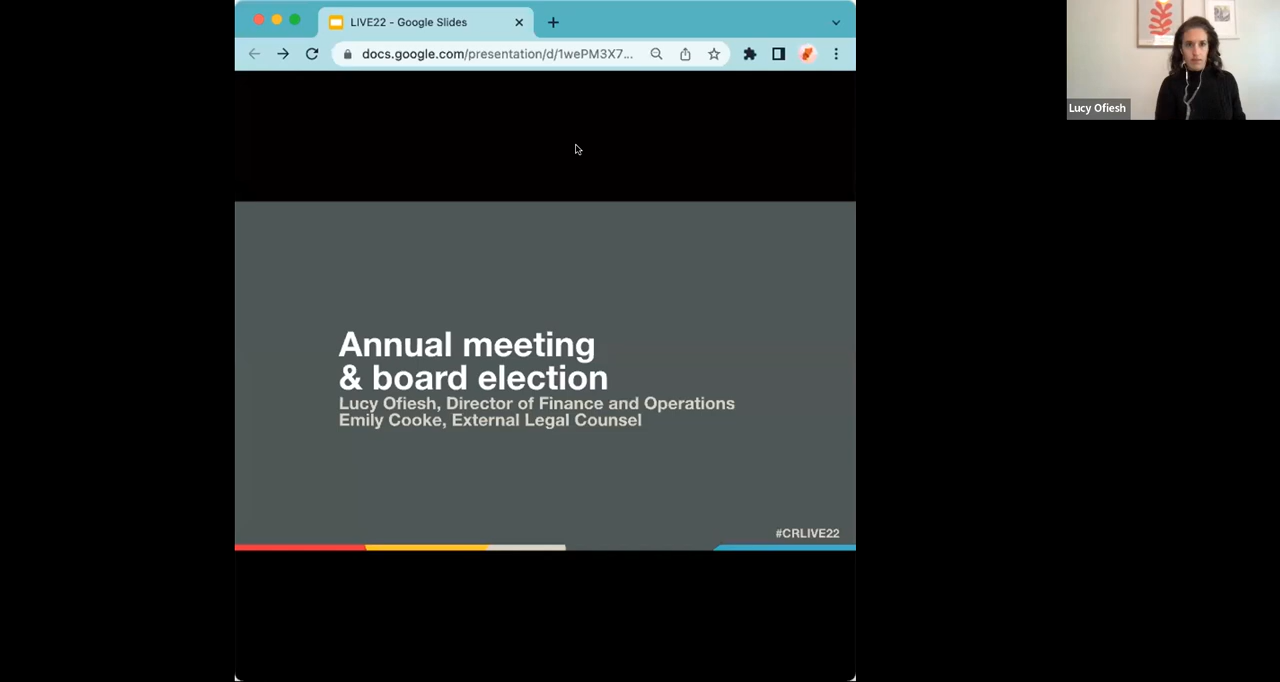 LIVE22 - Google Slides
docs.google.com/presentation/d/1wePM3X7...
Lucy Ofiesh
Annual meeting
& board election
Lucy Ofiesh, Director of Finance and Operations
Emily Cooke, External Legal Counsel
#CRLIVE22